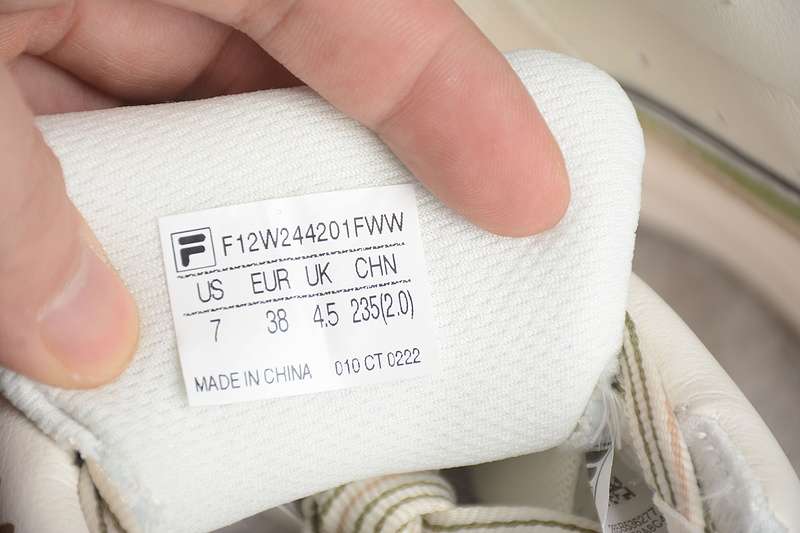 F12W244201FWW
US EUR UK CHN
7 38 4.5 235(2.0)
MADE IN CHINA 010 CT 0222